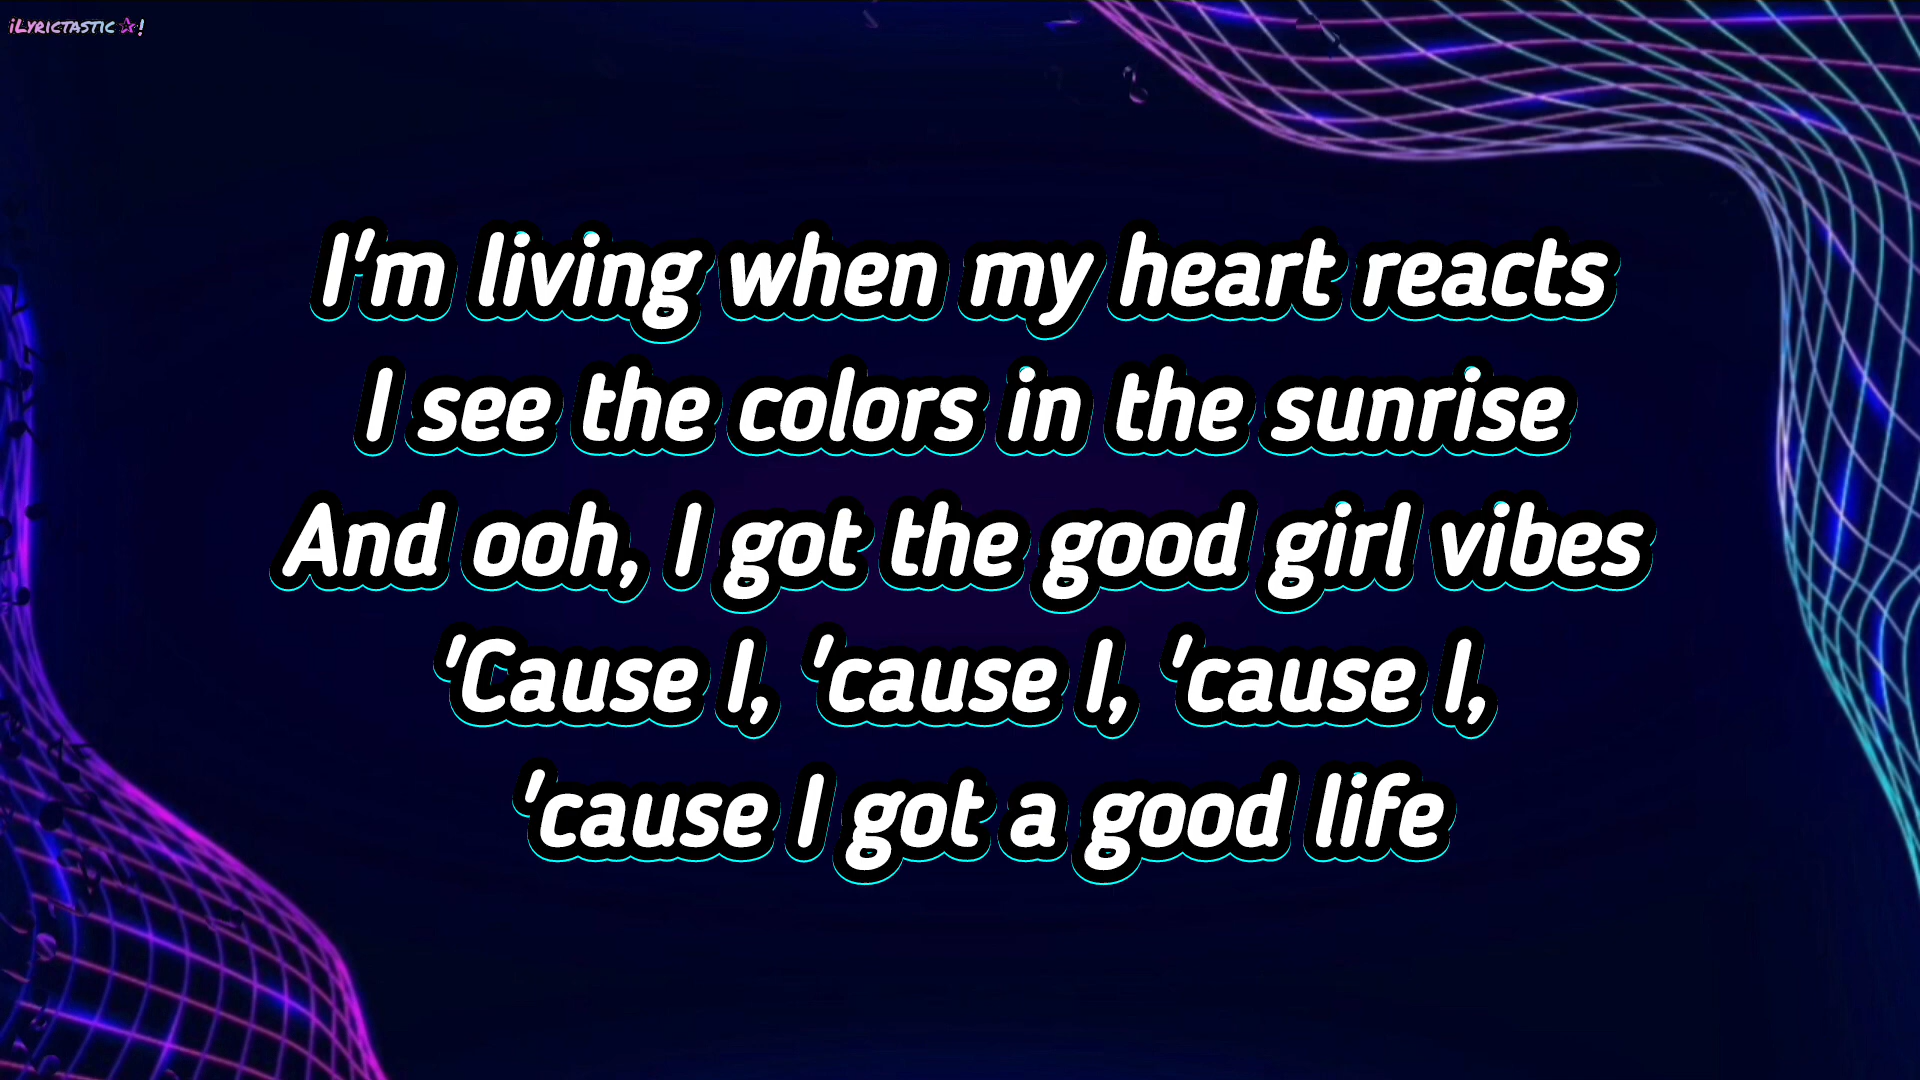 iLyrictastic☆!
I'm living when my heart reacts
I see the colors in the sunrise
And ooh, I got the good girl vibes
'Cause I, 'cause I, 'cause I,
'cause I got a good life